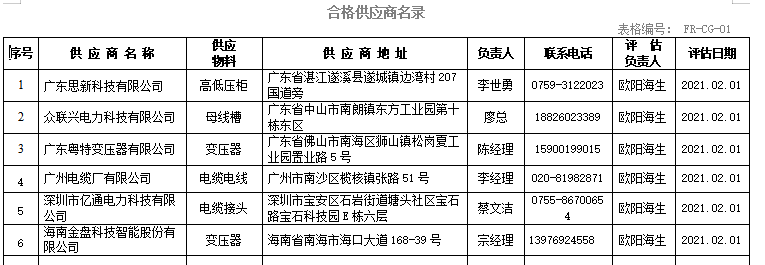 合格供应商名录
表格编号: FR-CG-01
序号 供 应 商 名 称 供应 供 应 商 地 址 负责人 联系电话 评 估 评估日期
物料 负责人
1 广东思新科技有限公司 高低压柜 广东省湛江遂溪县遂城镇边湾村 207 李世勇 0759-3122023 欧阳海生 2021.02.01
国道旁
2 众联兴电力科技有限公司 母线槽 广东省中山市南朗镇东方工业园第十 廖总 18826023389 欧阳海生 2021.02.01
栋东区
3 广东粤特变压器有限公司 变压器 广东省佛山市南海区狮山镇松岗夏工 陈经理 15900199015 欧阳海生 2021.02.01
业园置业路 5 号
4 广州电缆厂有限公司 电缆电线 广州市南沙区榄核镇张路 51 号 李经理 020-81982871 欧阳海生 2021.02.01
5 深圳市亿通电力科技有限 电缆接头 深圳市宝安区石岩街道塘头社区宝石 蔡文洁 0755-8670065 欧阳海生 2021.02.01
公司 路宝石科技园 E 栋六层 4
6 海南金盘科技智能股份有 变压器 海南省南海市海口大道 168-39 号 宗经理 13976924558 欧阳海生 2021.02.01
限公司